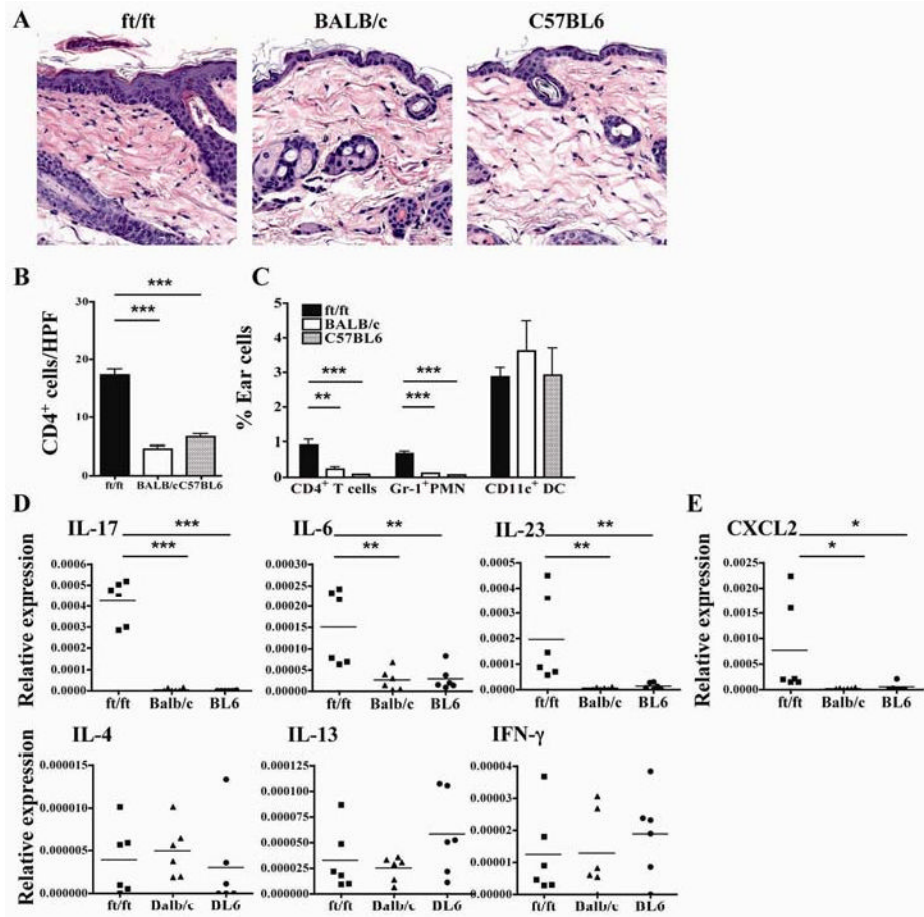 A
ft/ft BALB/c C57BL6
B
CD4+ cells/HPF
30
20
10
0
*** 
***
ft/ft BALB/c C57BL6
C
% Ear cells
5
4
3
2
1
0
ft/ft
BALB/c
C57BL6
*** ***
** ***
CD4+ T cells Gr-1+PMN CD11c+ DC
D
IL-17
Relative expression
0.0006
0.0005
0.0004
0.0003
0.0002
0.0001
0.0000
***
***
ft/ft Balb/c BL6
IL-6
0.00030
0.00025
0.00020
0.00015
0.00010
0.00005
0.00000
**
**
ft/ft Balb/c BL6
IL-23
0.0005
0.0004
0.0003
0.0002
0.0001
0.0000
**
**
ft/ft Balb/c BL6
E
CXCL2
Relative expression
0.0025
0.0020
0.0015
0.0010
0.0005
0.0000
*
*
ft/ft Balb/c BL6
IL-4
Relative expression
0.000015
0.000010
0.000005
0.000000
ft/ft Dalb/c DL6
IL-13
0.000125
0.000100
0.000075
0.000050
0.000025
0.000000
ft/ft Dalb/c DL6
IFN-γ
0.00004
0.00003
0.00002
0.00001
0.00000
ft/ft Balb/c BL6